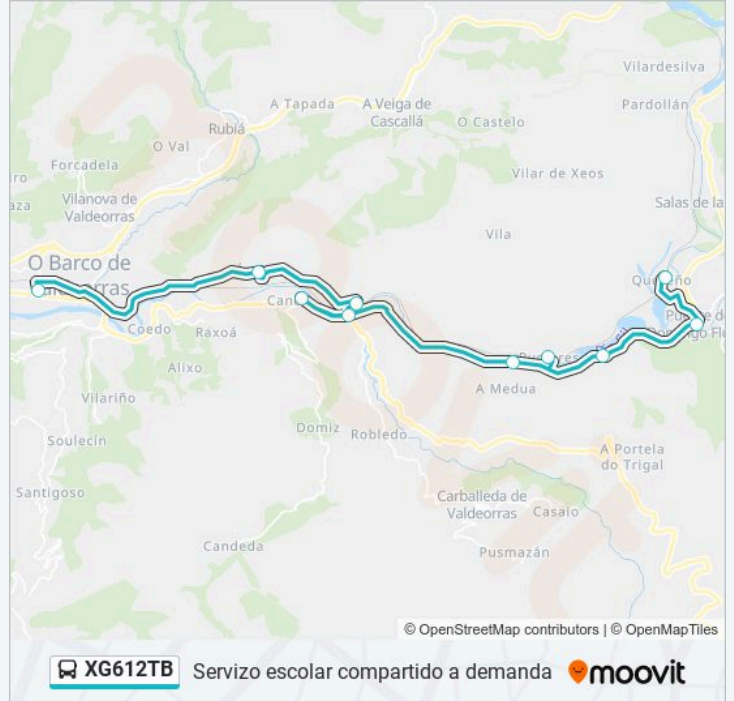 Vilardesilva
A Tapada
A Veiga de
Cascallá
Pardollán
O Castelo
Rubiá
O Val
Forcadela
Vilar de Xeos
Vilanova de
Valdeorras
Salas de la
Vila
O Barco de
Coedo
Raxoá
Alixo
A Medua
Vilariño
Domiz
Robledo
Soulecín
A Portela
do Trigal
Santigoso
Carballeda de
Valdeorras
Casaio
Candeda
Pusmazán
© OpenStreetMap contributors | © OpenMapTiles
XG612TB
Servizo escolar compartido a demanda
moovit